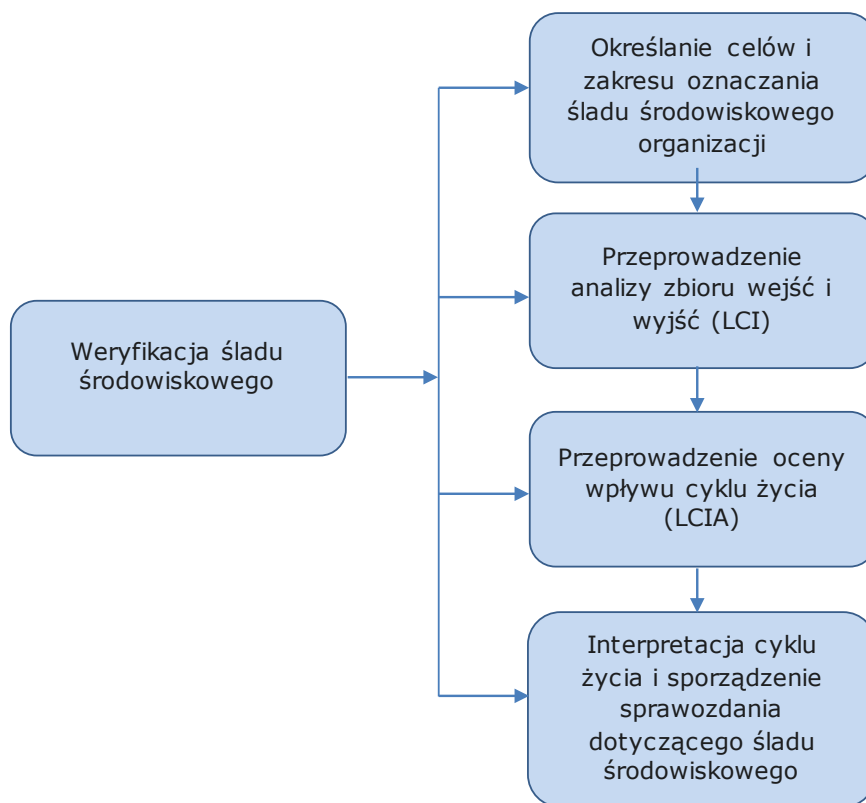 Określanie celów i
zakresu oznaczania
śladu środowiskowego
organizacji
Przeprowadzenie
analizy zbioru wejść i
wyjść (LCI)
Weryfikacja śladu
środowiskowego
Przeprowadzenie oceny
wpływu cyklu życia
(LCIA)
Interpretacja cyklu
życia i sporządzenie
sprawozdania
dotyczącego śladu
środowiskowego